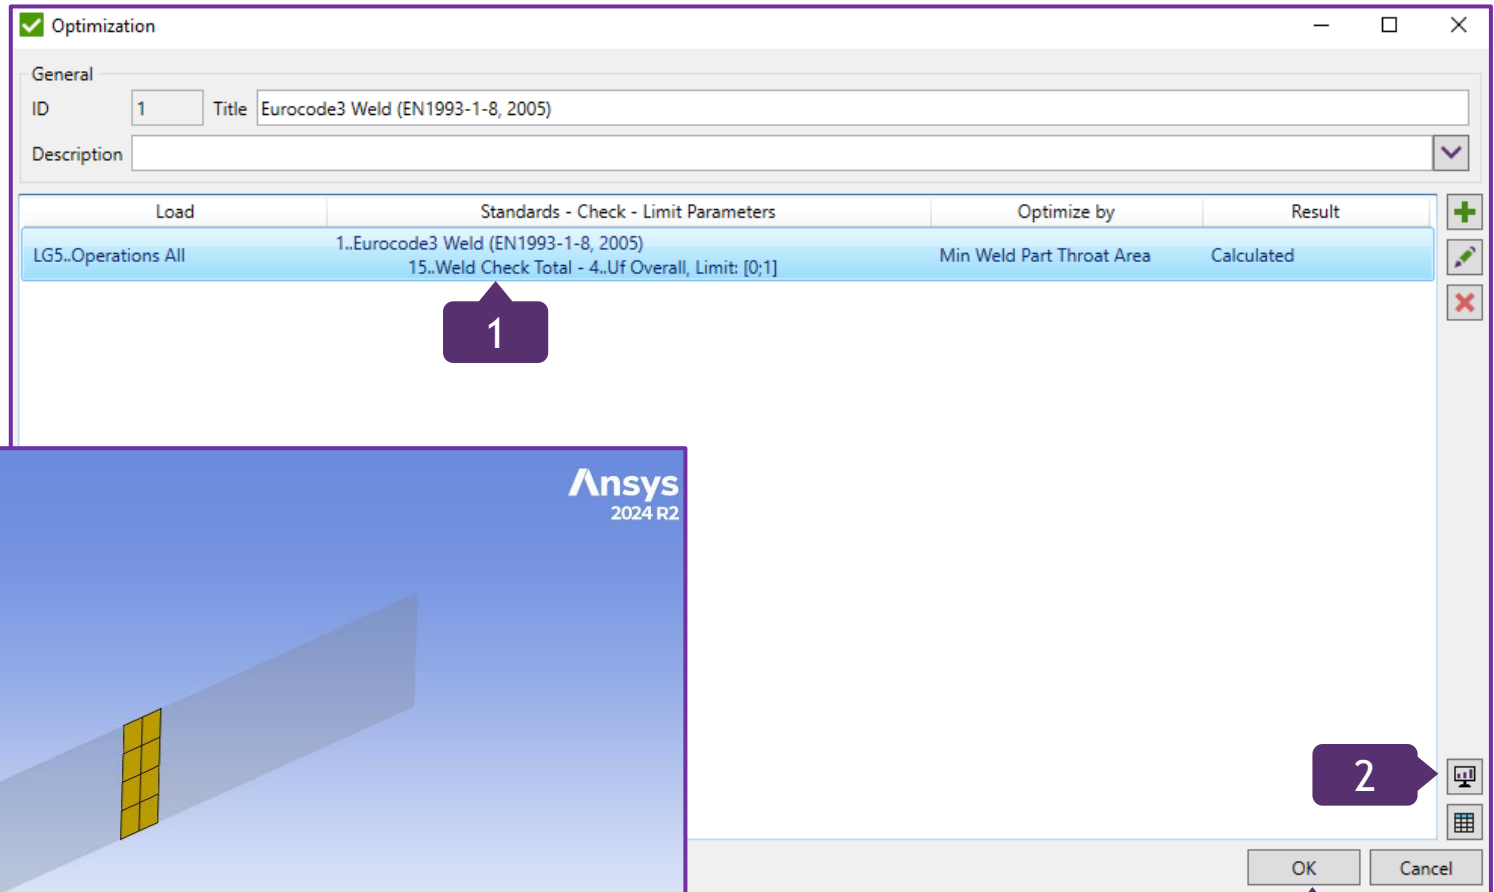 Optimization
General
ID 1 Title Eurocode3 Weld (EN1993-1-8, 2005)
Description
Load Standards - Check - Limit Parameters Optimize by Result
LG5..Operations All 1..Eurocode3 Weld (EN1993-1-8, 2005) Min Weld Part Throat Area Calculated
15..Weld Check Total - 4..Uf Overall, Limit: [0;1]
1
Ansys
2024 R2
2
OK Cancel